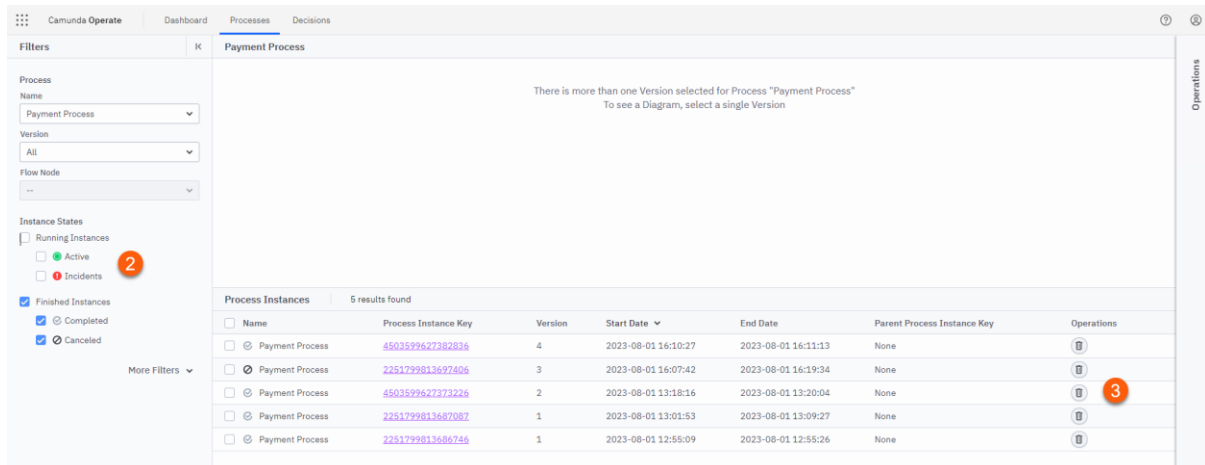 Camunda Operate Dashboard Processes Decisions
Filters
Payment Process
Operations
Process
Name
Payment Process
Version
All
Flow Node
--
Instance States
Running Instances
Active
Incidents
2
Finished Instances
Completed
Canceled
More Filters
There is more than one Version selected for Process "Payment Process"
To see a Diagram, select a single Version
Process Instances 5 results found
Name Process Instance Key Version Start Date End Date Parent Process Instance Key Operations
Payment Process 4503599627382836 4 2023-08-01 16:10:27 2023-08-01 16:11:13 None
Payment Process 2251799813697406 3 2023-08-01 16:07:42 2023-08-01 16:19:34 None
Payment Process 4503599627373226 2 2023-08-01 13:18:16 2023-08-01 13:20:04 None
3
Payment Process 2251799813687087 1 2023-08-01 13:01:53 2023-08-01 13:09:27 None
Payment Process 2251799813686746 1 2023-08-01 12:55:09 2023-08-01 12:55:26 None